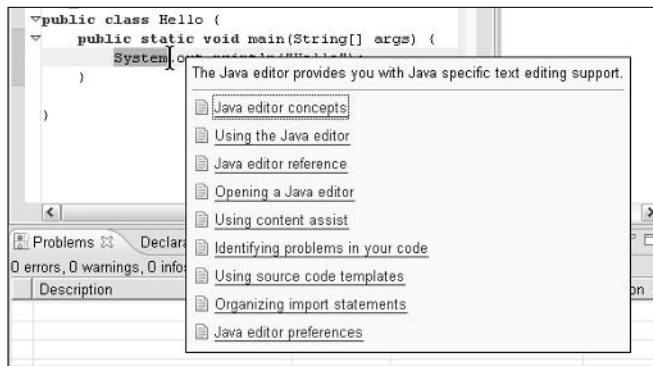 public class Hello {
public static void main(String[] args) {
System.out.println("Hello");
}
}
The Java editor provides you with Java specific text editing support.
Java editor concepts
Using the Java editor
Java editor reference
Opening a Java editor
Using content assist
Identifying problems in your code
Using source code templates
Organizing import statements
Java editor preferences
Problems
Declara
0 errors, 0 warnings, 0 infos
Description
on